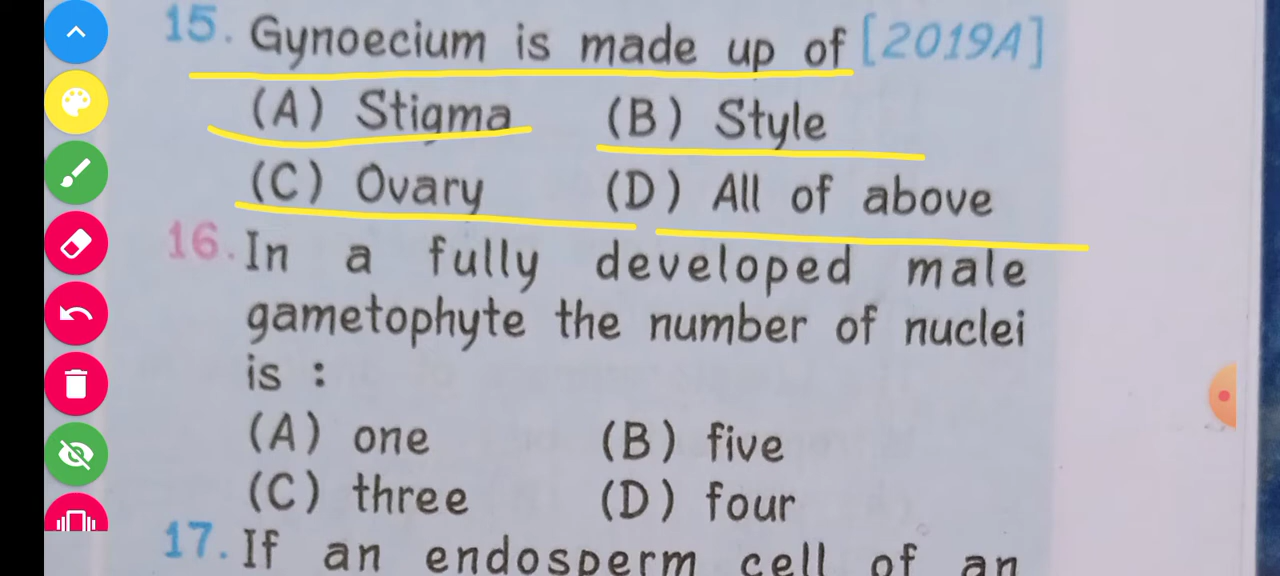 15. Gynoecium is made up of [2019A]
(A) Stigma (B) Style
(C) Ovary (D) All of above
16. In a fully developed male
gametophyte the number of nuclei
is :
(A) one (B) five
(C) three (D) four
17. If an endosperm cell of an